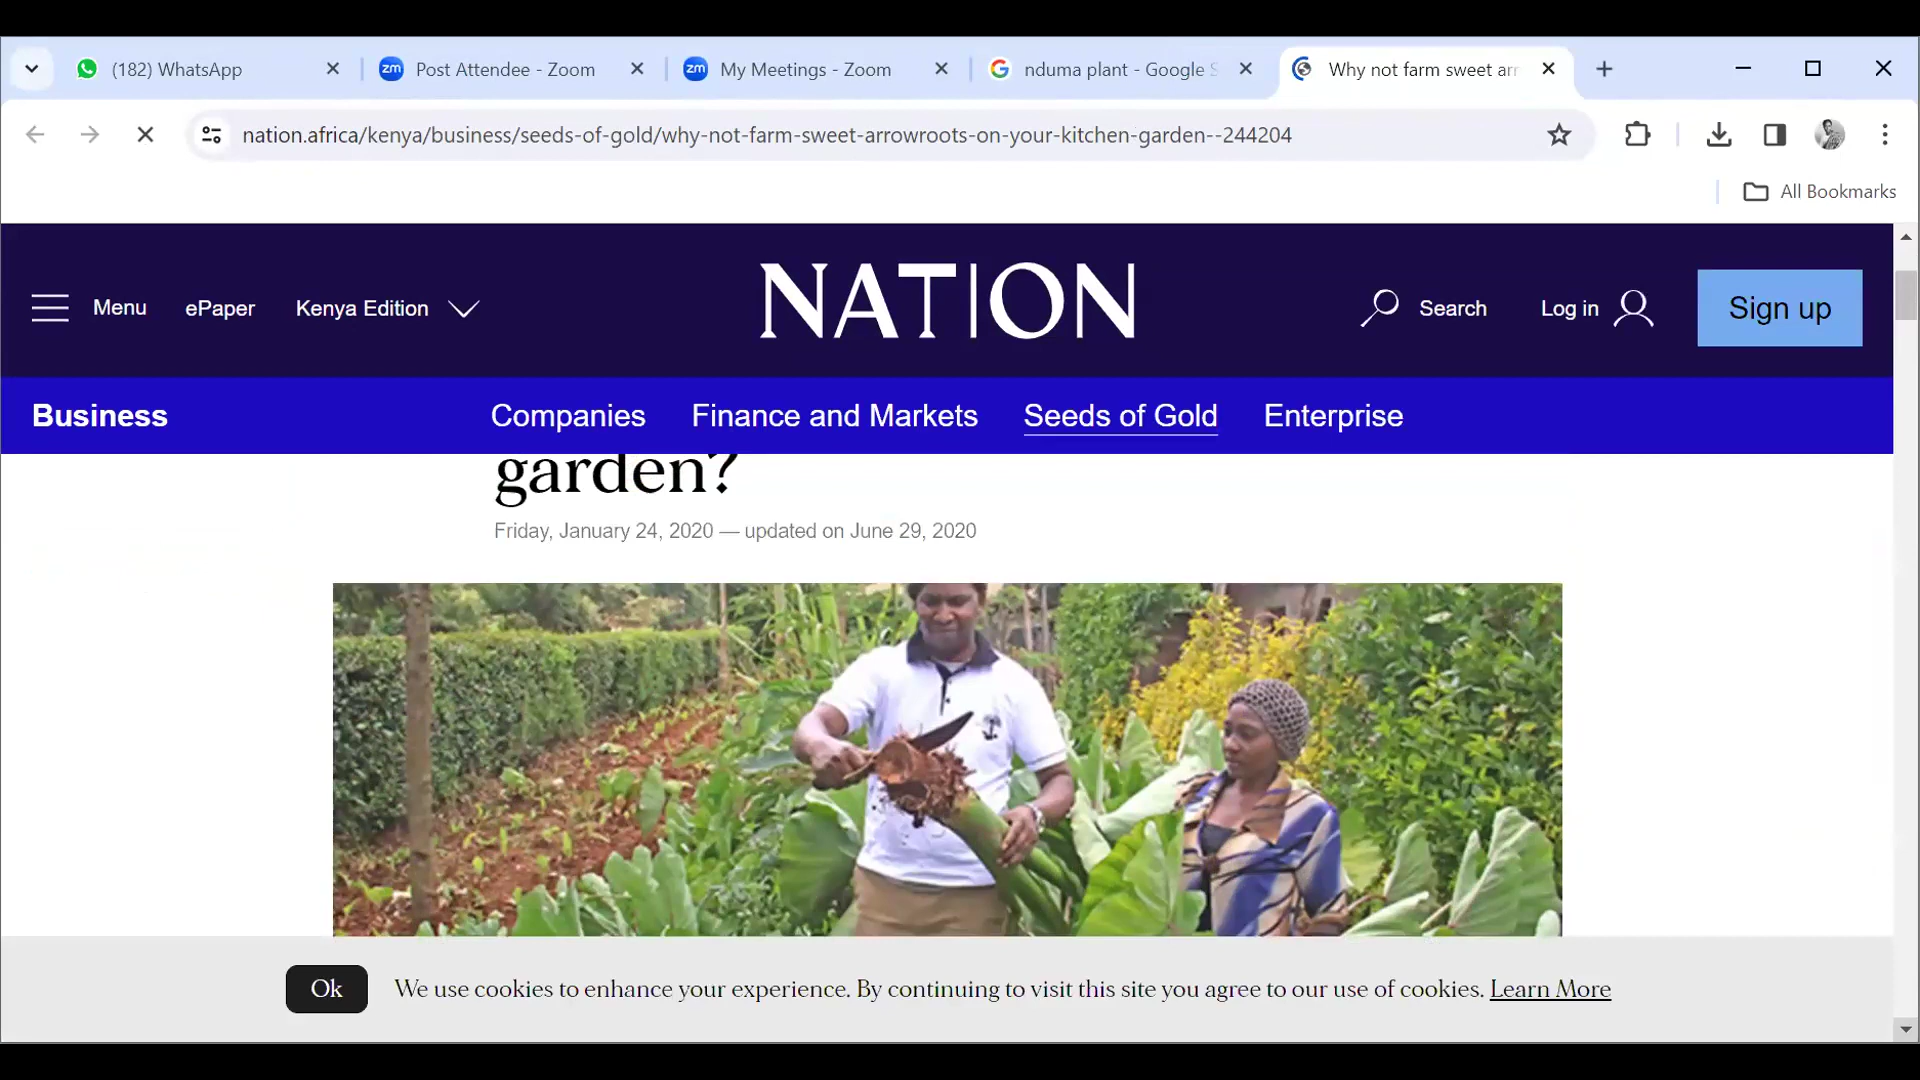 (182) WhatsApp
Post Attendee - Zoom
My Meetings - Zoom
nduma plant - Google S
Why not farm sweet arr
nation.africa/kenya/business/seeds-of-gold/why-not-farm-sweet-arrowroots-on-your-kitchen-garden--244204
All Bookmarks
Menu
ePaper
Kenya Edition
NATION
Search
Log in
Sign up
Business
Companies
Finance and Markets
Seeds of Gold
Enterprise
garden?
Friday, January 24, 2020 — updated on June 29, 2020
Ok
We use cookies to enhance your experience. By continuing to visit this site you agree to our use of cookies. Learn More